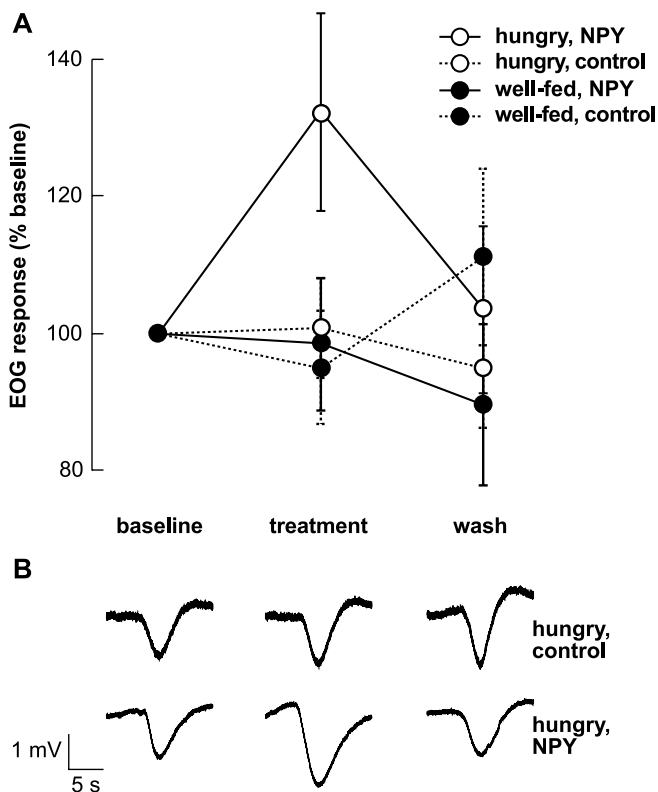 A
hungry, NPY
hungry, control
well-fed, NPY
well-fed, control
EOG response (% baseline)
140
120
100
80
baseline treatment wash
B
hungry,
control
hungry,
NPY
1 mV
5 s